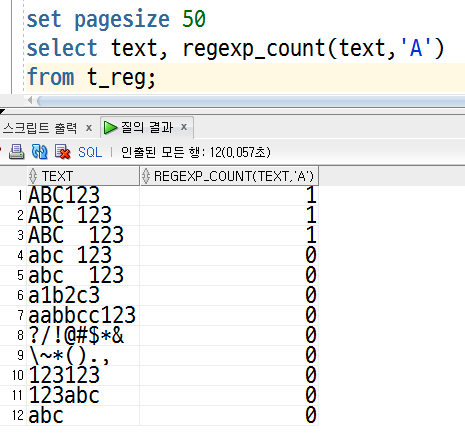 set pagesize 50
select text, regexp_count(text,'A')
from t_reg;
스크립트 출력 x 질의 결과 x
SQL | 인출된 모든 행: 12(0,057초)
TEXT REGEXP_COUNT(TEXT,'A')
1 ABC123 1
2 ABC 123 1
3 ABC  123 1
4 abc 123 0
5 abc  123 0
6 a1b2c3 0
7 aabbcc123 0
8 ?/!@#$*& 0
9 \~*()., 0
10 123123 0
11 123abc 0
12 abc 0